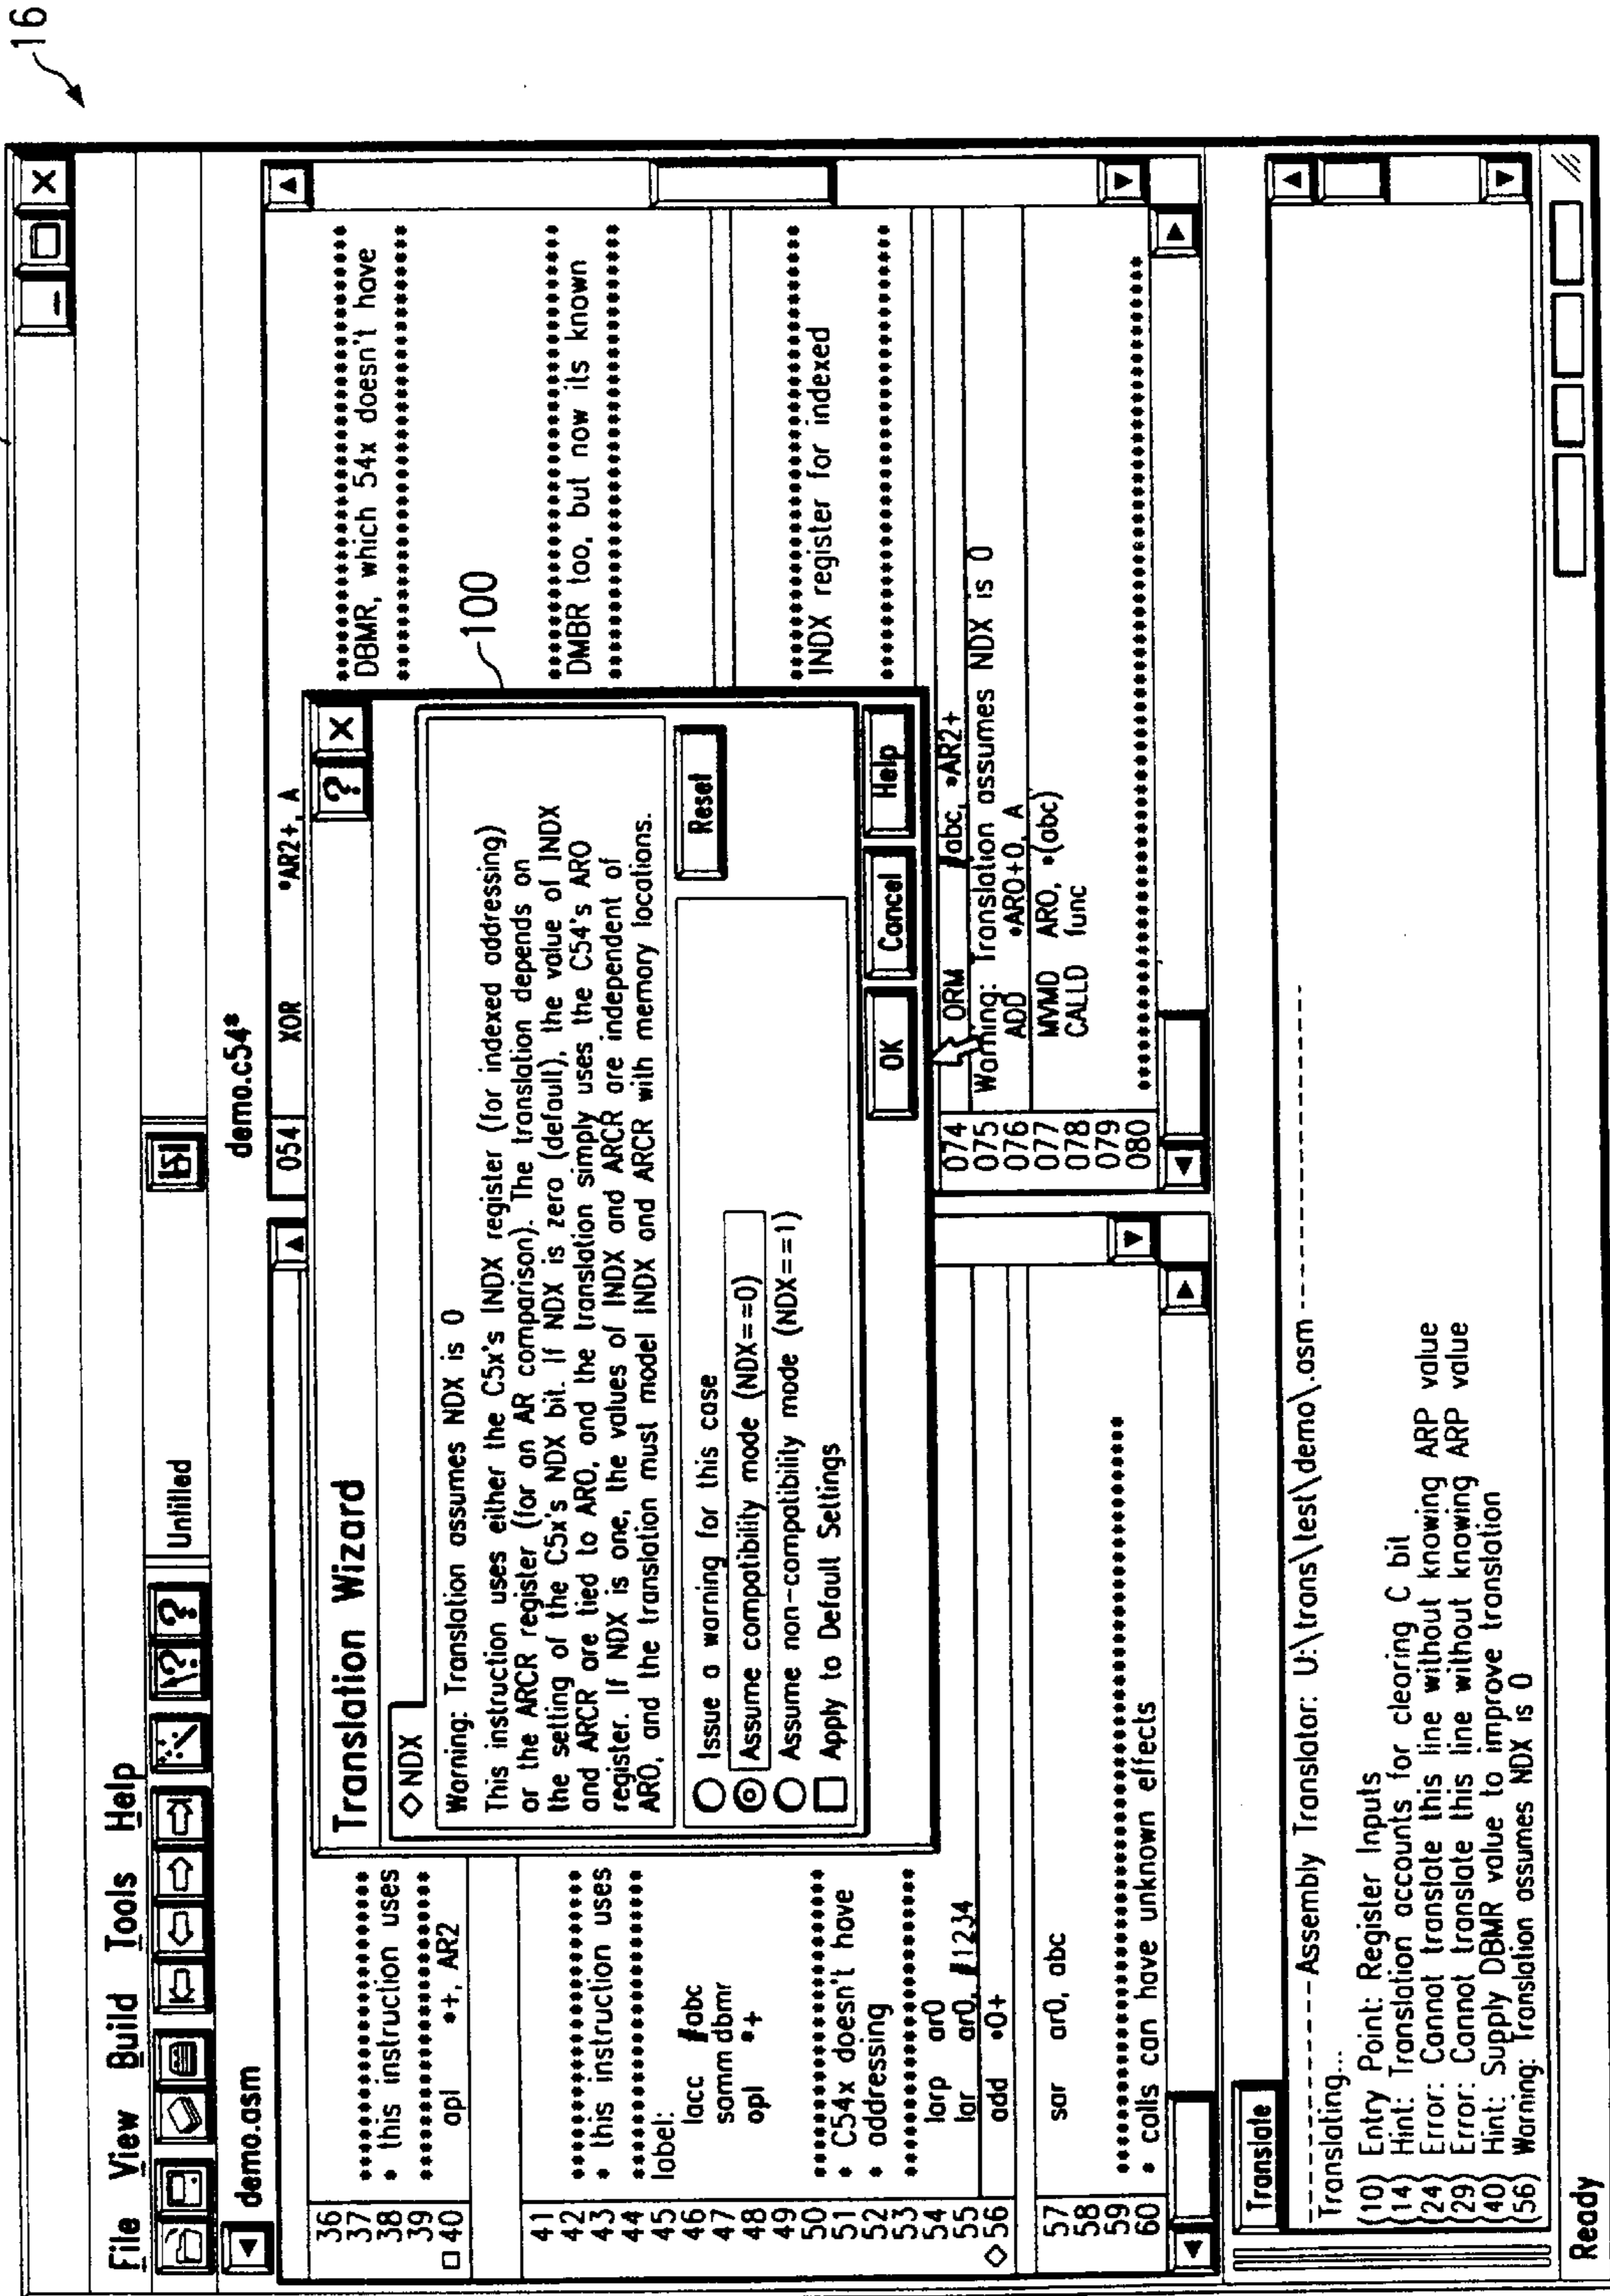 16
File View Build Tools Help
Untitled
demo.asm
demo.c54*
36
37 ******************************
38 * this instruction uses
39 ******************************
40 opl *+, AR2
41
42 ******************************
43 * this instruction uses
44 ******************************
45 label:
46 lacc #abc
47 samm dbmr
48 opl *+
49
50 ******************************
51 * C54x doesn't have
52 * addressing
53 ******************************
54 larp ar0
55 lar ar0, #1234
56 add *0+
57 sar ar0, abc
58
59 ******************************
60 * calls can have unknown effects
054 XOR *AR2+, A
******************************
DBMR, which 54x doesn't have
******************************
100
******************************
DMBR too, but now its known
******************************
******************************
INDX register for indexed
******************************
Translation Wizard
? X
NDX
Warning: Translation assumes NDX is 0
This instruction uses either the C5x's INDX register (for indexed addressing)
or the ARCR register (for an AR comparison). The translation depends on
the setting of the C5x's NDX bit. If NDX is zero (default), the value of INDX
and ARCR are tied to AR0, and the translation simply uses the C54's AR0
register. If NDX is one, the values of INDX and ARCR are independent of
AR0, and the translation must model INDX and ARCR with memory locations.
Issue a warning for this case
Assume compatibility mode (NDX==0)
Assume non-compatibility mode (NDX==1)
Apply to Default Settings
Reset
OK Cancel Help
074 ORM #abc, *AR2+
075 Warning: Translation assumes NDX is 0
076 ADD *AR0+0, A
077 MVMD AR0, *(abc)
078 CALLD func
079
080 ******************************
Translate
------------Assembly Translator: U:\trans\test\demo\.asm------------------------
Translating...
(10) Entry Point: Register Inputs
(14) Hint: Translation accounts for clearing C bit
(24) Error: Cannot translate this line without knowing ARP value
(29) Error: Cannot translate this line without knowing ARP value
(40) Hint: Supply DBMR value to improve translation
(56) Warning: Translation assumes NDX is 0
Ready